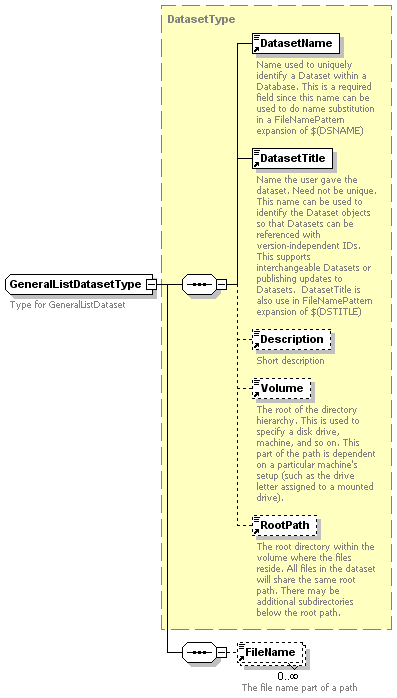 DatasetType
DatasetName
Name used to uniquely
identify a Dataset within a
Database. This is a required
field since this name can be
used to do name substitution
in a FileNamePattern
expansion of $(DSNAME)
DatasetTitle
Name the user gave the
dataset. Need not be unique.
This name can be used to
identify the Dataset objects
so that Datasets can be
referenced with
version-independent IDs.
This supports
interchangeable Datasets or
publishing updates to
Datasets.  DatasetTitle is
also use in FileNamePattern
expansion of $(DSTITLE)
GeneralListDatasetType
Type for GeneralListDataset
Description
Short description
Volume
The root of the directory
hierarchy. This is used to
specify a disk drive,
machine, and so on. This
part of the path is dependent
on a particular machine's
setup (such as the drive
letter assigned to a mounted
drive).
RootPath
The root directory within the
volume where the files
reside. All files in the dataset
will share the same root
path. There may be
additional subdirectories
below the root path.
FileName
0..∞
The file name part of a path